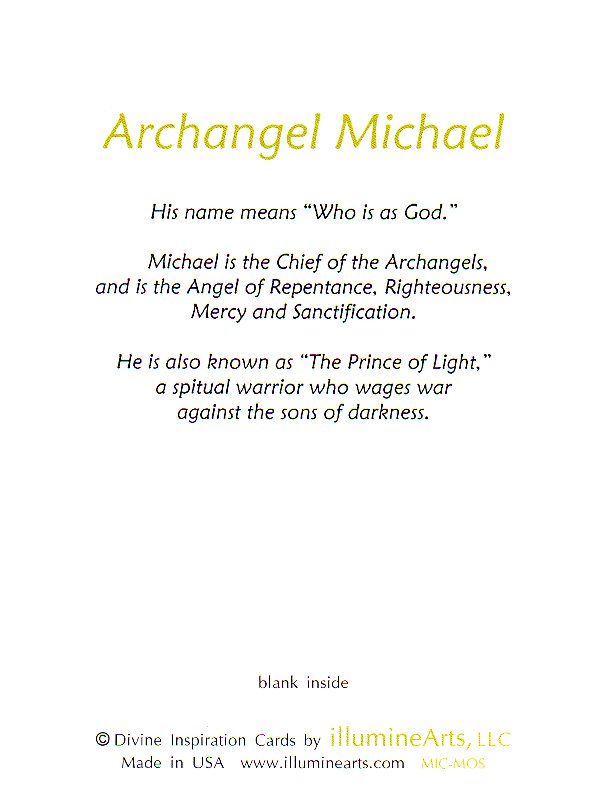 Archangel Michael
His name means “Who is as God.”
Michael is the Chief of the Archangels,
and is the Angel of Repentance, Righteousness,
Mercy and Sanctification.
He is also known as “The Prince of Light,”
a spitual warrior who wages war
against the sons of darkness.
blank inside
© Divine Inspiration Cards by illumineArts, LLC
Made in USA www.illuminearts.com MIC-MOS